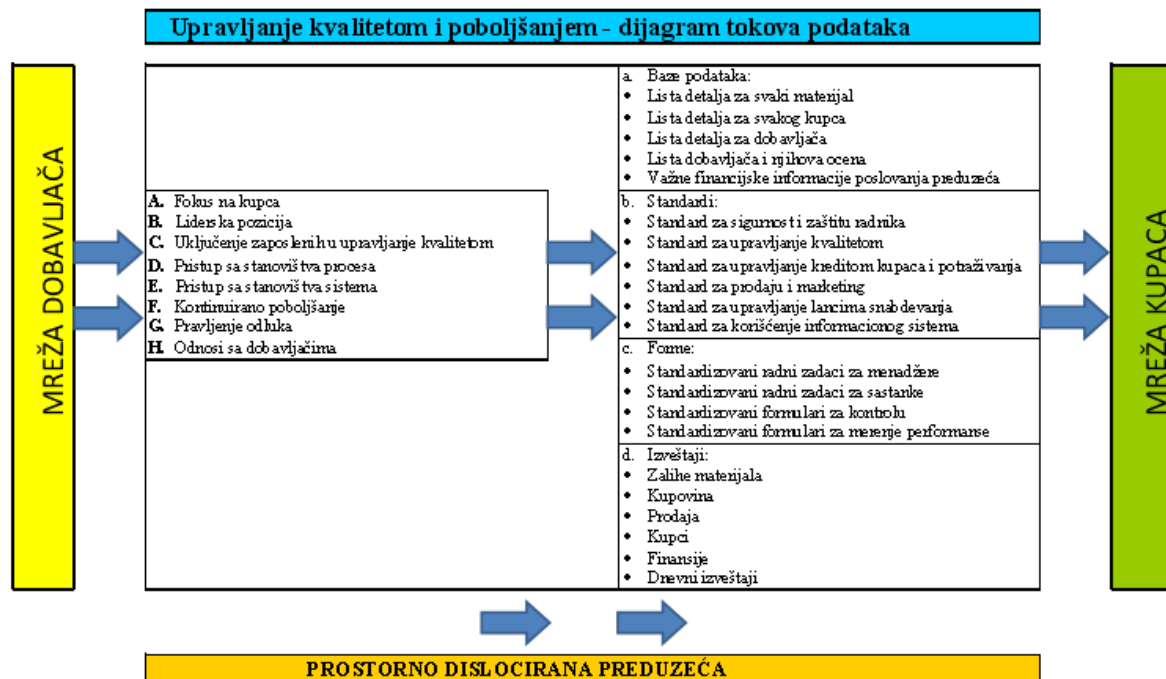 Upravljanje kvalitetom i poboljšanjem - dijagram tokova podataka
MREŽA DOBAVLJAČA
A. Fokus na kupca
B. Liderska pozicija
C. Uključenje zaposlenih u upravljanje kvalitetom
D. Pristup sa stanovištva procesa
E. Pristup sa stanovištva sistema
F. Kontinuirano poboljšanje
G. Pravljenje odluka
H. Odnosi sa dobavljačima
a. Baze podataka:
• Lista detalja za svaki materijal
• Lista detalja za svakog kupca
• Lista detalja za dobavljača
• Lista dobavljača i njihova ocena
• Važne financijske informacije poslovanja preduzeća
b. Standardi:
• Standard za sigurnost i zaštitu radnika
• Standard za upravljanje kvalitetom
• Standard za upravljanje kreditom kupaca i potraživanja
• Standard za prodaju i marketing
• Standard za upravljanje lancima snabdevanja
• Standard za korišćenje informacionog sistema
c. Forme:
• Standardizovani radni zadaci za menadžere
• Standardizovani radni zadaci za sastanke
• Standardizovani formulari za kontrolu
• Standardizovani formulari za merenje performanse
d. Izveštaji:
• Zalihe materijala
• Kupovina
• Prodaja
• Kupci
• Finansije
• Dnevni izveštaji
MREŽA KUPACA
PROSTORNO DISLOCIRANA PREDUZEĆA